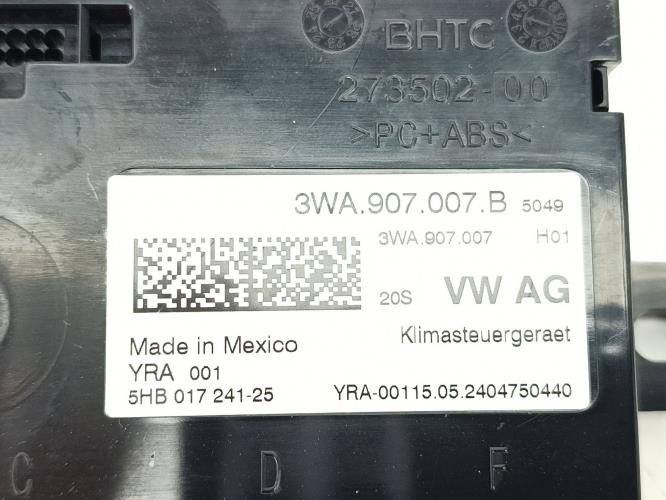 BHTC
273502-00
>PC+ABS<
3WA.907.007.B 5049
3WA.907.007 H01
20S VW AG
Made in Mexico Klimasteuergeraet
YRA 001
5HB 017 241-25 YRA-00115.05.2404750440
C D F